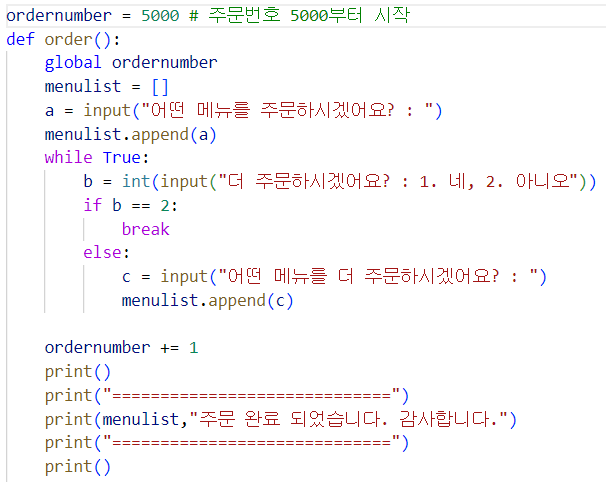 ordernumber = 5000 # 주문번호 5000부터 시작
def order():
    global ordernumber
    menulist = []
    a = input("어떤 메뉴를 주문하시겠어요? : ")
    menulist.append(a)
    while True:
        b = int(input("더 주문하시겠어요? : 1. 네, 2. 아니오"))
        if b == 2:
            break
        else:
            c = input("어떤 메뉴를 더 주문하시겠어요? : ")
            menulist.append(c)
    ordernumber += 1
    print()
    print("=============================")
    print(menulist,"주문 완료 되었습니다. 감사합니다.")
    print("=============================")
    print()